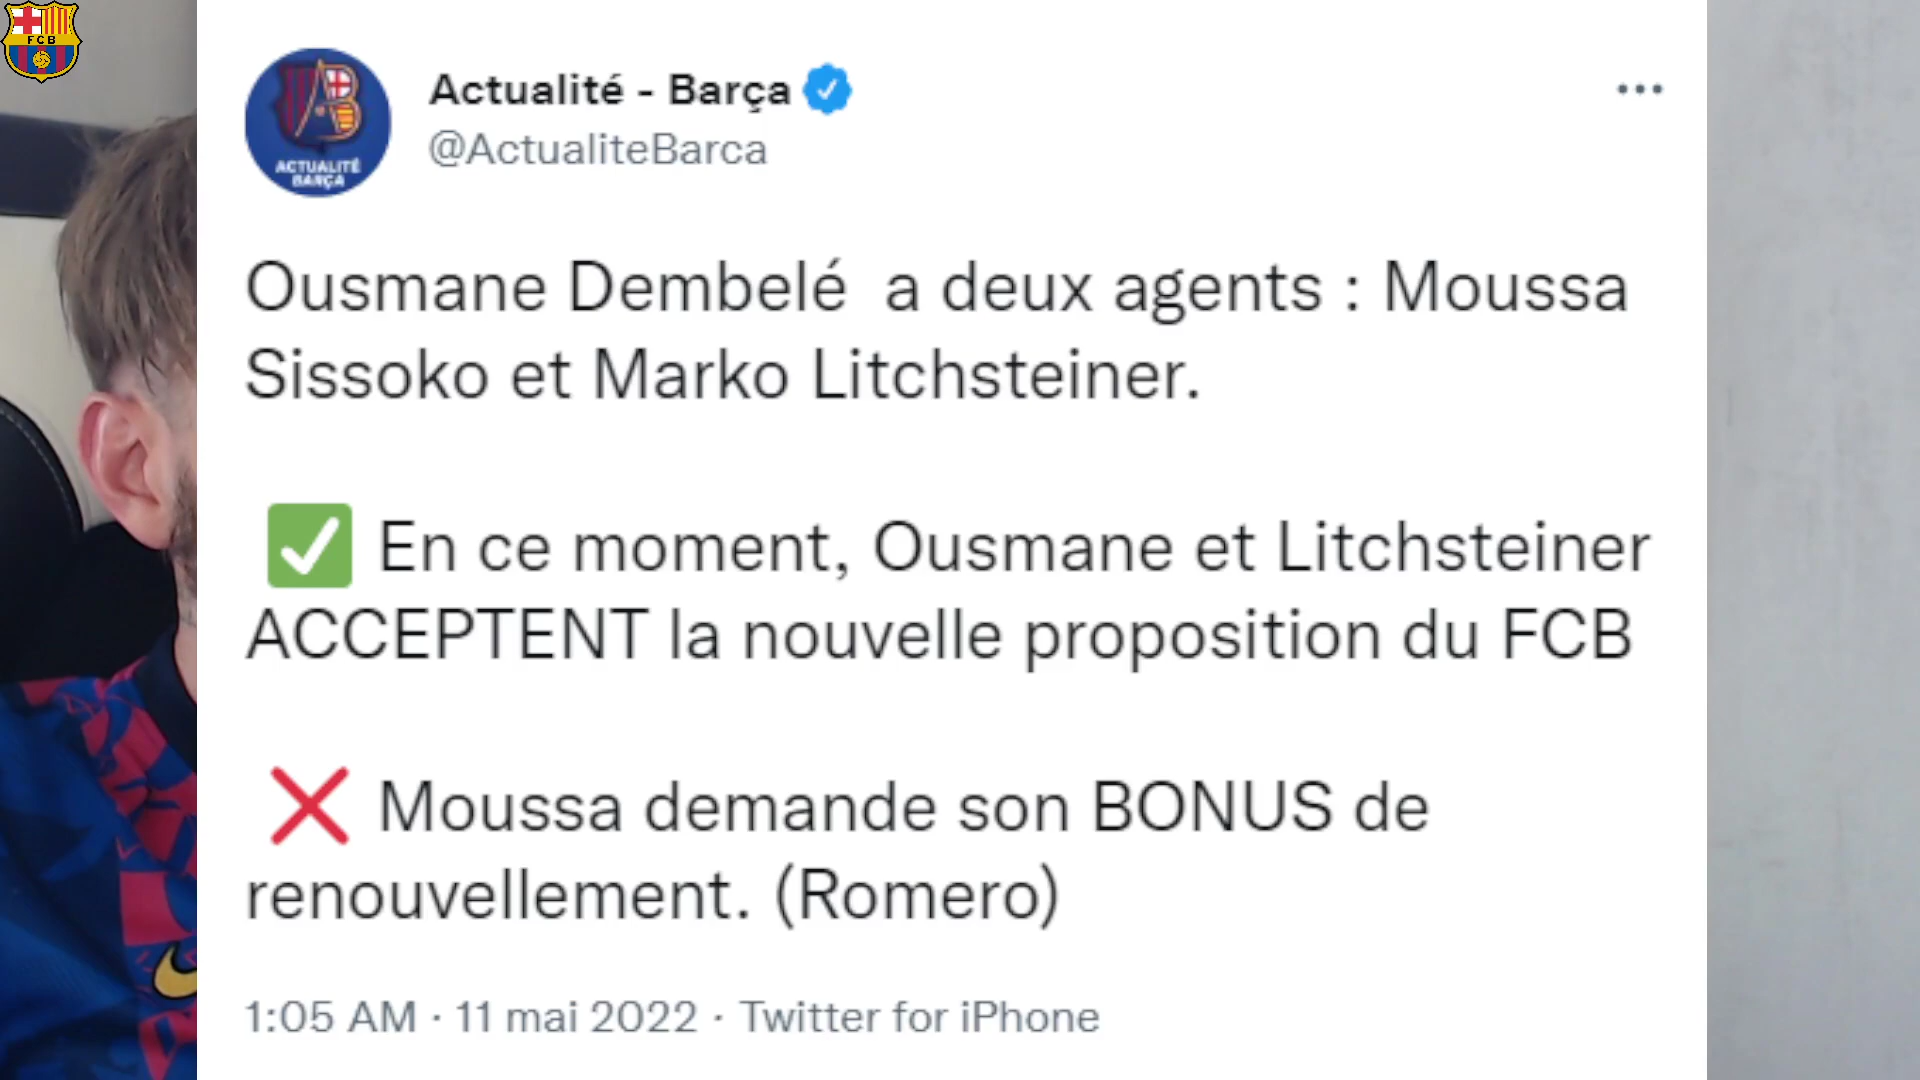 FCB
Actualité - Barça
@ActualiteBarca
ACTUALITÉ
BARÇA
Ousmane Dembelé a deux agents : Moussa
Sissoko et Marko Litchsteiner.
✅ En ce moment, Ousmane et Litchsteiner
ACCEPTENT la nouvelle proposition du FCB
❌ Moussa demande son BONUS de
renouvellement. (Romero)
1:05 AM · 11 mai 2022 · Twitter for iPhone